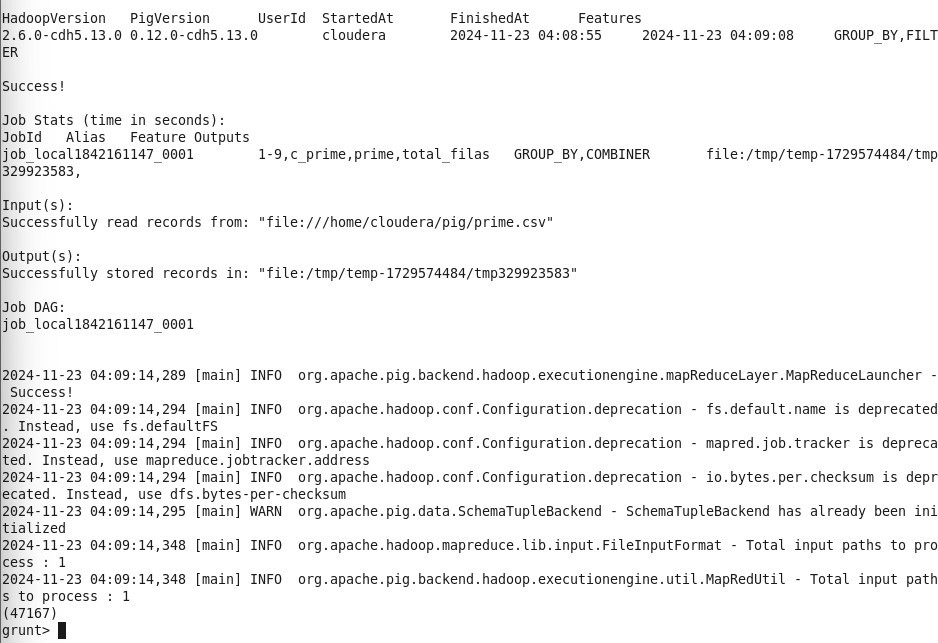 HadoopVersion   PigVersion      UserId  StartedAt       FinishedAt      Features
2.6.0-cdh5.13.0 0.12.0-cdh5.13.0        cloudera        2024-11-23 04:08:55     2024-11-23 04:09:08     GROUP_BY,FILT
ER
Success!
Job Stats (time in seconds):
JobId   Alias   Feature Outputs
job_local1842161147_0001        1-9,c_prime,prime,total_filas   GROUP_BY,COMBINER       file:/tmp/temp-1729574484/tmp
329923583,
Input(s):
Successfully read records from: "file:///home/cloudera/pig/prime.csv"
Output(s):
Successfully stored records in: "file:/tmp/temp-1729574484/tmp329923583"
Job DAG:
job_local1842161147_0001
2024-11-23 04:09:14,289 [main] INFO  org.apache.pig.backend.hadoop.executionengine.mapReduceLayer.MapReduceLauncher -
 Success!
2024-11-23 04:09:14,294 [main] INFO  org.apache.hadoop.conf.Configuration.deprecation - fs.default.name is deprecated
. Instead, use fs.defaultFS
2024-11-23 04:09:14,294 [main] INFO  org.apache.hadoop.conf.Configuration.deprecation - mapred.job.tracker is depreca
ted. Instead, use mapreduce.jobtracker.address
2024-11-23 04:09:14,294 [main] INFO  org.apache.hadoop.conf.Configuration.deprecation - io.bytes.per.checksum is depr
ecated. Instead, use dfs.bytes-per-checksum
2024-11-23 04:09:14,295 [main] WARN  org.apache.pig.data.SchemaTupleBackend - SchemaTupleBackend has already been ini
tialized
2024-11-23 04:09:14,348 [main] INFO  org.apache.hadoop.mapreduce.lib.input.FileInputFormat - Total input paths to pro
cess : 1
2024-11-23 04:09:14,348 [main] INFO  org.apache.pig.backend.hadoop.executionengine.util.MapRedUtil - Total input path
s to process : 1
(47167)
grunt>